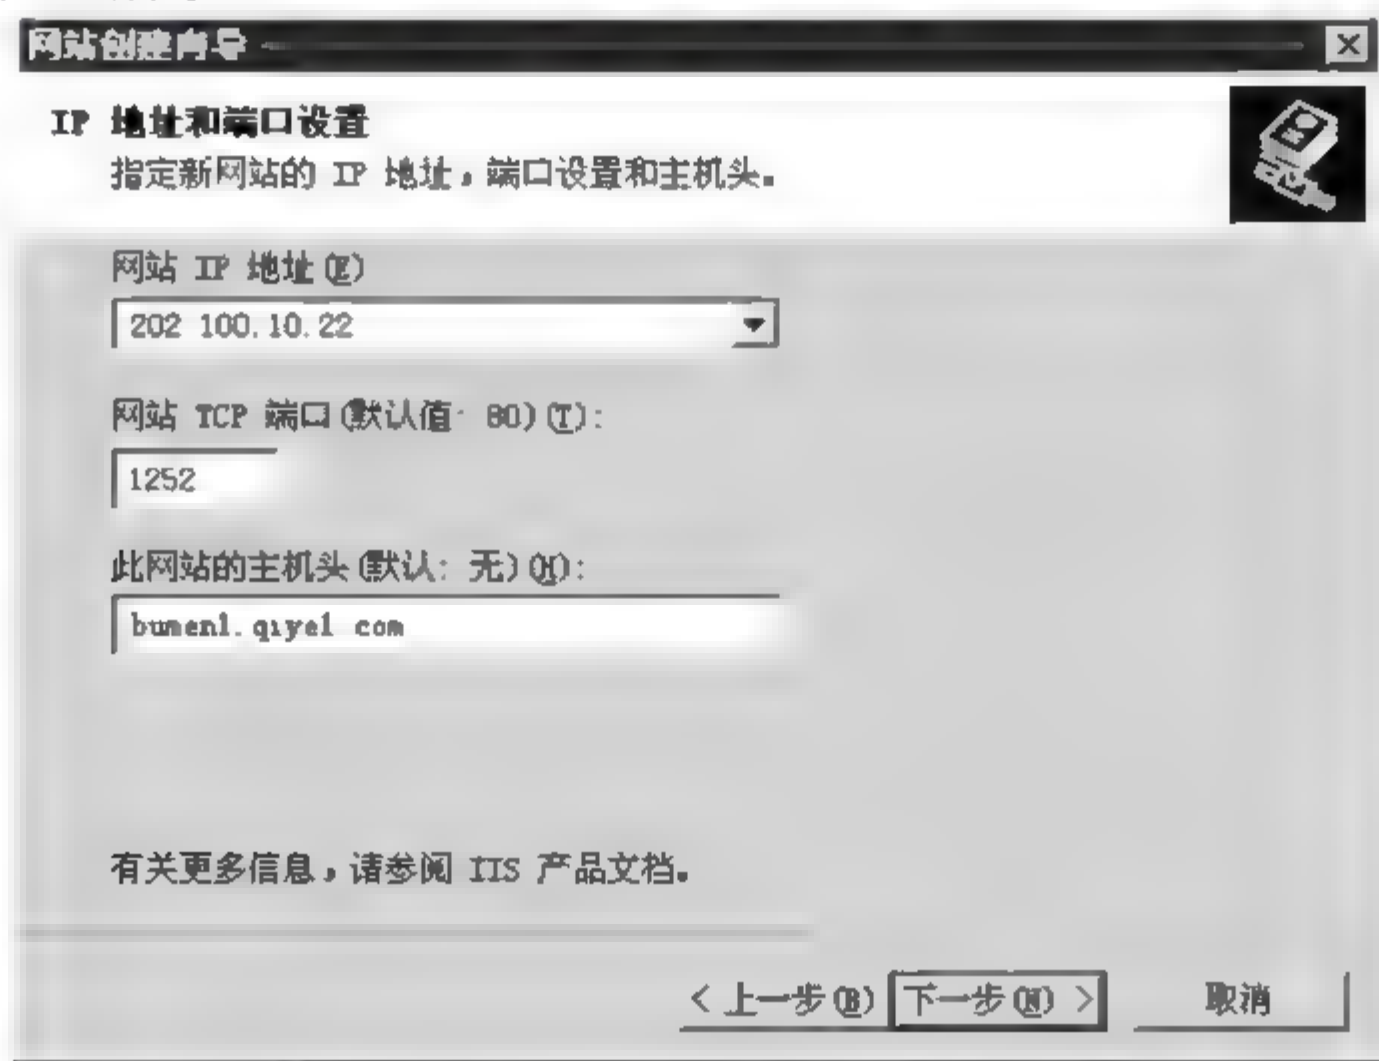 网站创建向导
IP 地址和端口设置
指定新网站的 IP 地址，端口设置和主机头。
网站 IP 地址(E)
202 100.10.22
网站 TCP 端口(默认值: 80)(T):
1252
此网站的主机头(默认: 无)(H):
bumen1.qiye1 com
有关更多信息，请参阅 IIS 产品文档。
< 上一步(B) 下一步(N) > 取消